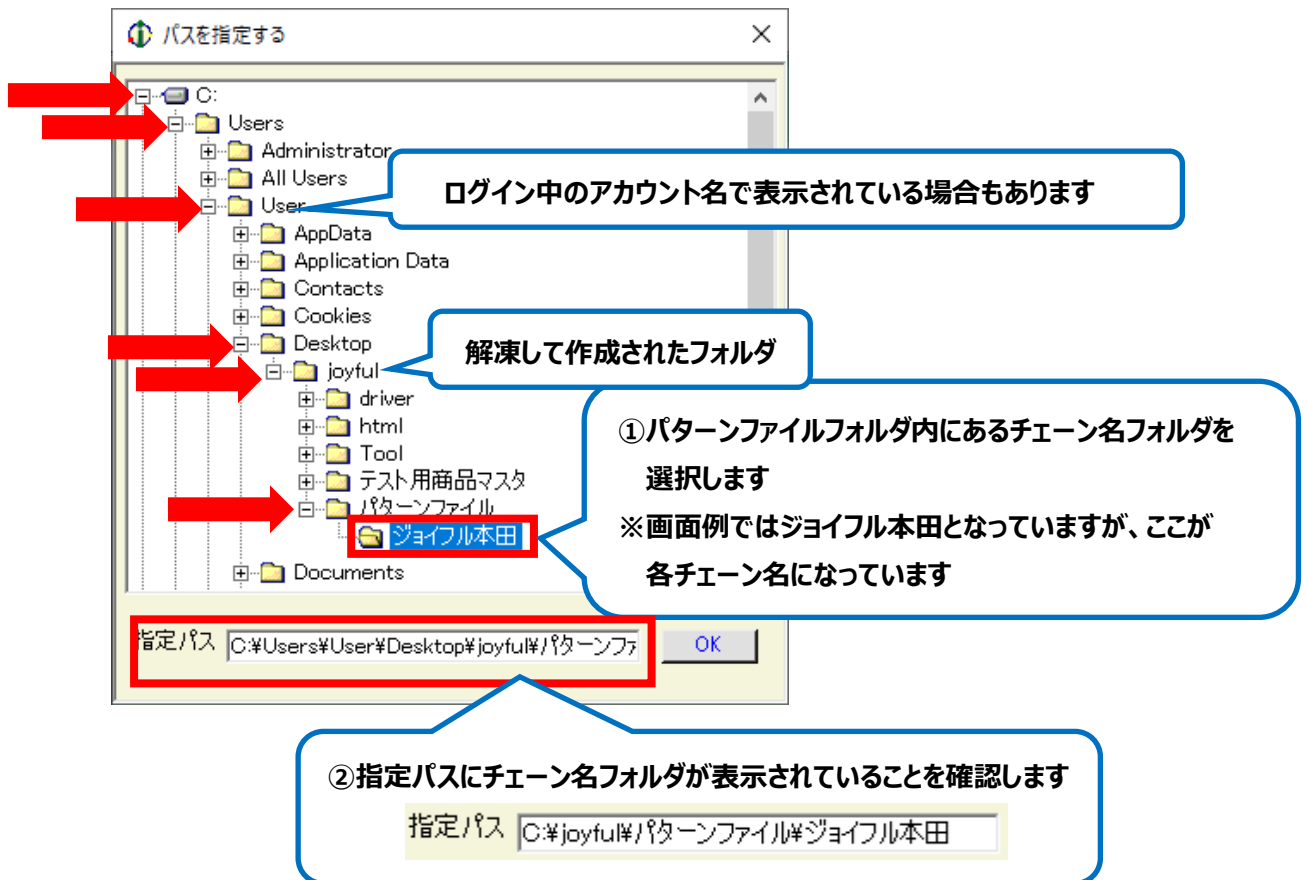 パスを指定する
C:
Users
Administrator
All Users
User
ログイン中のアカウント名で表示されている場合もあります
AppData
Application Data
Contacts
Cookies
Desktop
解凍して作成されたフォルダ
joyful
driver
html
Tool
テスト用商品マスタ
パターンファイル
ジョイフル本田
Documents
①パターンファイルフォルダ内にあるチェーン名フォルダを
選択します
※画面例ではジョイフル本田となっていますが、ここが
各チェーン名になっています
指定パス C:¥Users¥User¥Desktop¥joyful¥パターンファ
OK
②指定パスにチェーン名フォルダが表示されていることを確認します
指定パス C:¥joyful¥パターンファイル¥ジョイフル本田